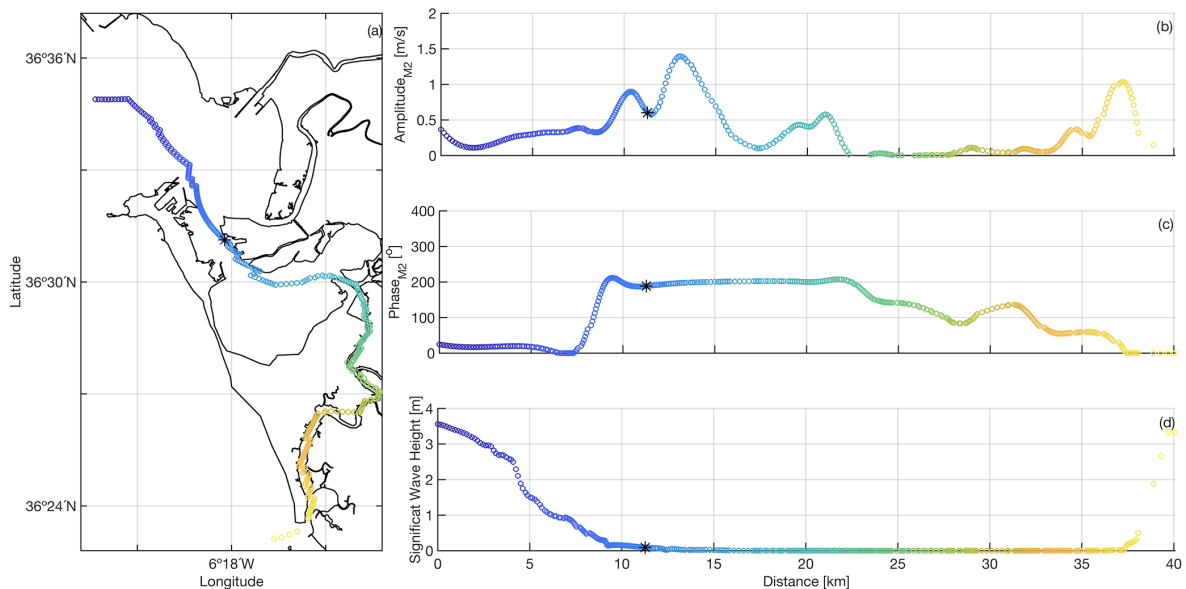 (a)
36°36′N
36°30′N
36°24′N
6°18′W
Latitude
Longitude
(b)
2
1.5
1
0.5
0
Amplitude_M2 [m/s]
(c)
400
300
200
100
0
Phase_M2 [°]
(d)
4
3
2
1
0
Significat Wave Height [m]
0 5 10 15 20 25 30 35 40
Distance [km]